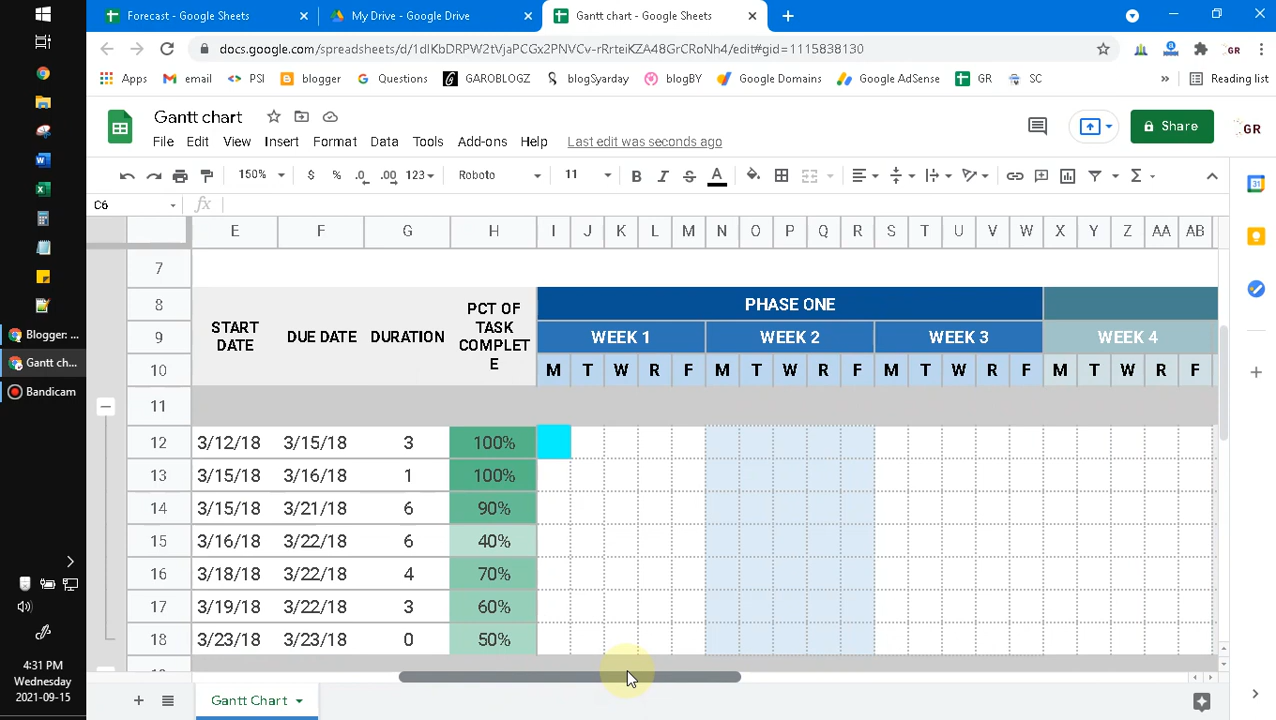 Forecast - Google Sheets
My Drive - Google Drive
Gantt chart - Google Sheets
docs.google.com/spreadsheets/d/1dIKbDRPW2tVjaPCGx2PNVCv-rRrteiKZA48GrCRoNh4/edit#gid=1115838130
GR
Apps email PSI blogger Questions GAROBLOGZ blogSyarday blogBY Google Domains Google AdSense GR SC » Reading list
Gantt chart
File Edit View Insert Format Data Tools Add-ons Help Last edit was seconds ago
Share
GR
150% $ % .0 .00 123 Roboto 11 B I S A Σ
C6 fx
E F G H I J K L M N O P Q R S T U V W X Y Z AA AB
7
8 PHASE ONE
9 START DATE DUE DATE DURATION PCT OF TASK COMPLETE WEEK 1 WEEK 2 WEEK 3 WEEK 4
10 M T W R F M T W R F M T W R F M T W R F
11
12 3/12/18 3/15/18 3 100%
13 3/15/18 3/16/18 1 100%
14 3/15/18 3/21/18 6 90%
15 3/16/18 3/22/18 6 40%
16 3/18/18 3/22/18 4 70%
17 3/19/18 3/22/18 3 60%
18 3/23/18 3/23/18 0 50%
Gantt Chart
Blogger: ...
Gantt ch...
Bandicam
4:31 PM
Wednesday
2021-09-15